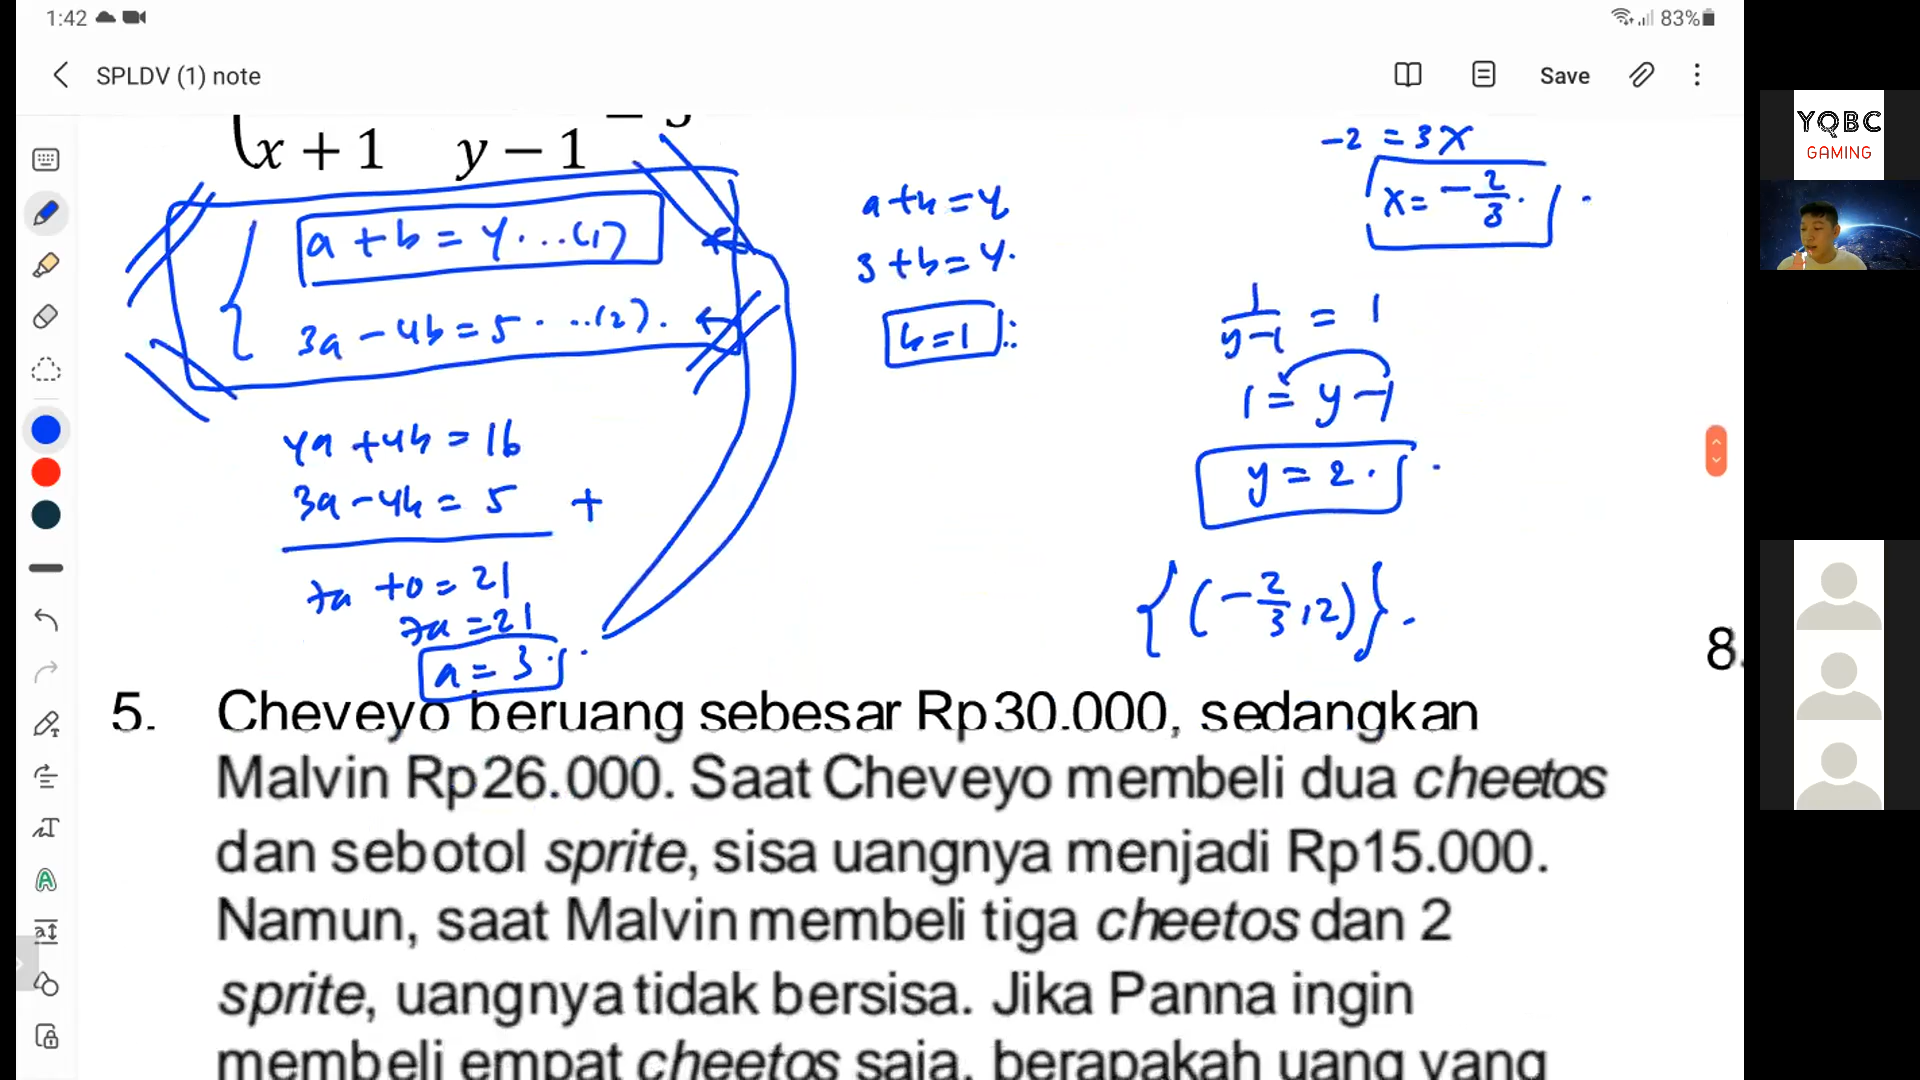 1:42
83%
SPLDV (1) note
Save
x + 1 y − 1
a + b = 4 ... (1)
3a − 4b = 5 . ...(2).
4a + 4b = 16
3a − 4b = 5 +
7a + 0 = 21
7a = 21
a = 3.
a + b = 4
3 + b = 4.
b = 1
−2 = 3x
x = − 2/3.
1/(y−1) = 1
1 = y − 1
y = 2.
{(− 2/3, 2)}.
8.
5. Cheveyo beruang sebesar Rp30.000, sedangkan
Malvin Rp26.000. Saat Cheveyo membeli dua cheetos
dan sebotol sprite, sisa uangnya menjadi Rp15.000.
Namun, saat Malvin membeli tiga cheetos dan 2
sprite, uangnya tidak bersisa. Jika Panna ingin
membeli empat cheetos saja, berapakah uang yang
YQBC
GAMING